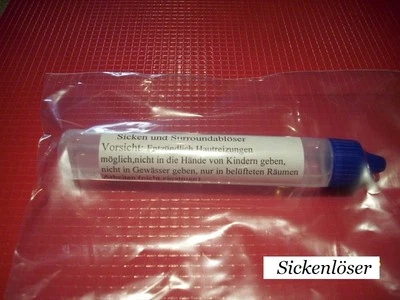 Sicken und Surroundablöser
Vorsicht: Hautreizungen
möglich,nicht in die Hände von Kindern geben,
nicht in Gewässer geben, nur in belüfteten Räumen
Sickenlöser